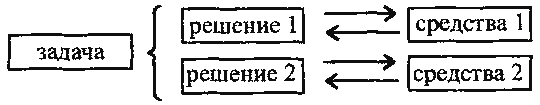 решение 1 средства 1
задача
решение 2 средства 2